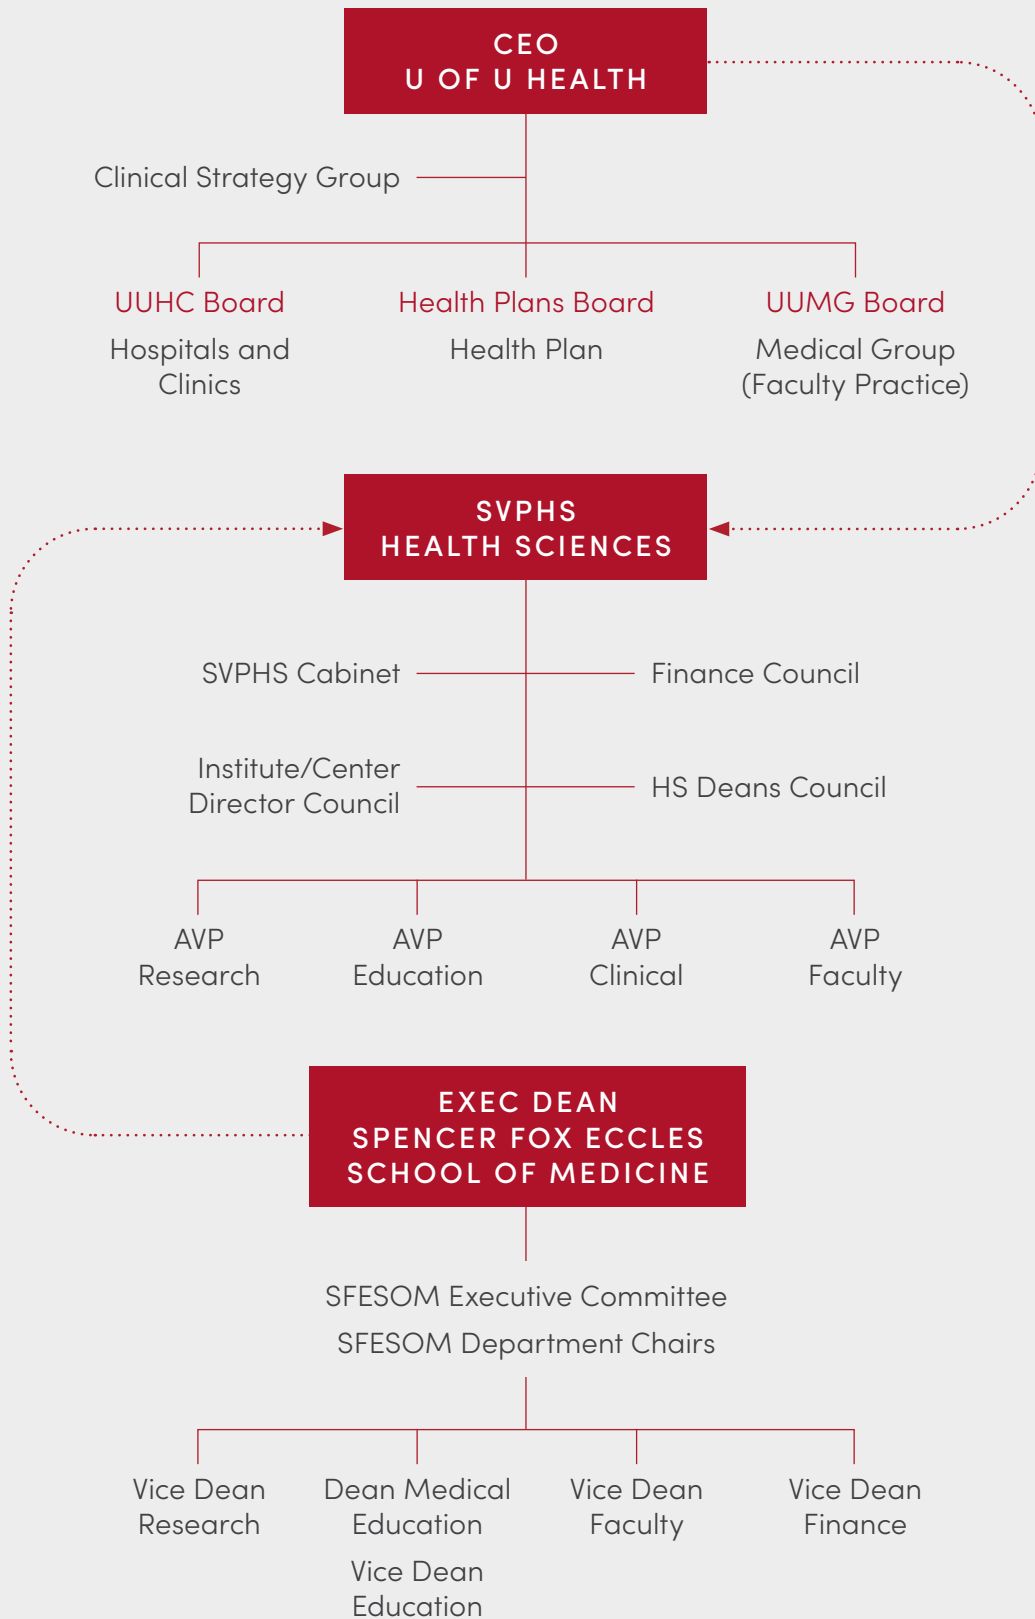 CEO
U OF U HEALTH
Clinical Strategy Group
UUHC Board
Hospitals and
Clinics
Health Plans Board
Health Plan
UUMG Board
Medical Group
(Faculty Practice)
SVPHS
HEALTH SCIENCES
SVPHS Cabinet
Finance Council
Institute/Center
Director Council
HS Deans Council
AVP
Research
AVP
Education
AVP
Clinical
AVP
Faculty
EXEC DEAN
SPENCER FOX ECCLES
SCHOOL OF MEDICINE
SFESOM Executive Committee
SFESOM Department Chairs
Vice Dean
Research
Dean Medical
Education
Vice Dean
Education
Vice Dean
Faculty
Vice Dean
Finance